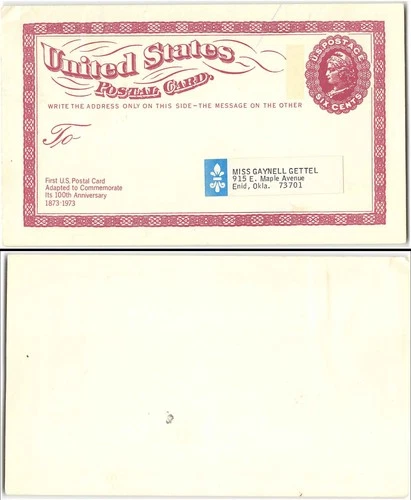 United States
POSTAL CARD.
U.S. POSTAGE
SIX CENTS
WRITE THE ADDRESS ONLY ON THIS SIDE–THE MESSAGE ON THE OTHER
To
MISS GAYNELL GETTEL
915 E. Maple Avenue
Enid, Okla. 73701
First U.S. Postal Card
Adapted to Commemorate
Its 100th Anniversary
1873-1973